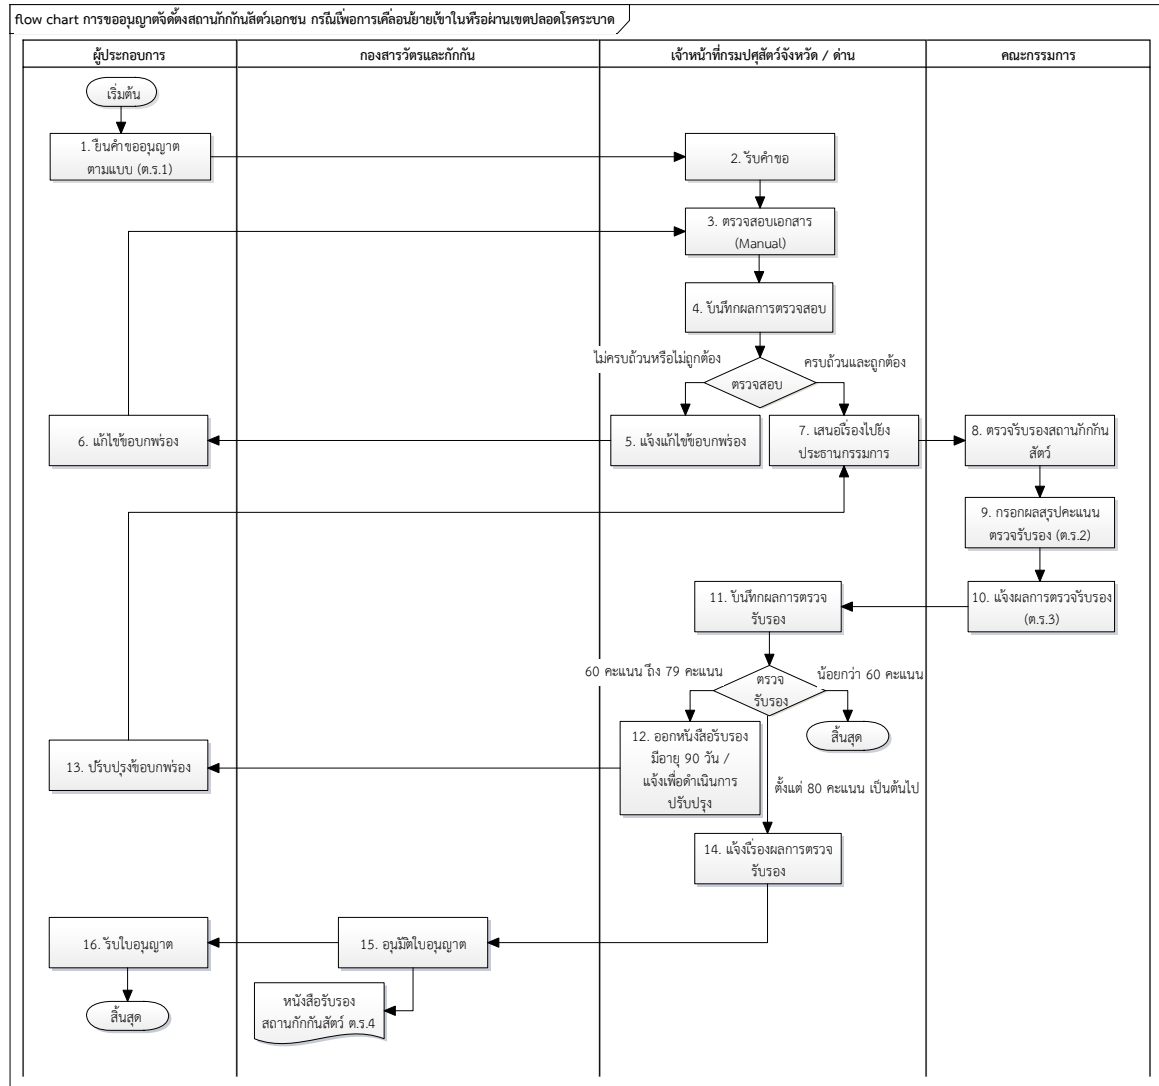 flow chart การขออนุญาตจัดตั้งสถานกักกันสัตว์เอกชน กรณีเพื่อการเคลื่อนย้ายเข้าในหรือผ่านเขตปลอดโรคระบาด
ผู้ประกอบการ
กองสารวัตรและกักกัน
เจ้าหน้าที่กรมปศุสัตว์จังหวัด / ด่าน
คณะกรรมการ
เริ่มต้น
1. ยื่นคำขออนุญาต
ตามแบบ (ต.ร.1)
2. รับคำขอ
3. ตรวจสอบเอกสาร
(Manual)
4. บันทึกผลการตรวจสอบ
ไม่ครบถ้วนหรือไม่ถูกต้อง
ครบถ้วนและถูกต้อง
ตรวจสอบ
6. แก้ไขข้อบกพร่อง
5. แจ้งแก้ไขข้อบกพร่อง
7. เสนอเรื่องไปยัง
ประธานกรรมการ
8. ตรวจรับรองสถานกักกัน
สัตว์
9. กรอกผลสรุปคะแนน
ตรวจรับรอง (ต.ร.2)
10. แจ้งผลการตรวจรับรอง
(ต.ร.3)
11. บันทึกผลการตรวจ
รับรอง
60 คะแนน ถึง 79 คะแนน
ตรวจ
รับรอง
น้อยกว่า 60 คะแนน
สิ้นสุด
12. ออกหนังสือรับรอง
มีอายุ 90 วัน /
แจ้งเพื่อดำเนินการ
ปรับปรุง
13. ปรับปรุงข้อบกพร่อง
ตั้งแต่ 80 คะแนน เป็นต้นไป
14. แจ้งเรื่องผลการตรวจ
รับรอง
16. รับใบอนุญาต
15. อนุมัติใบอนุญาต
หนังสือรับรอง
สถานกักกันสัตว์ ต.ร.4
สิ้นสุด